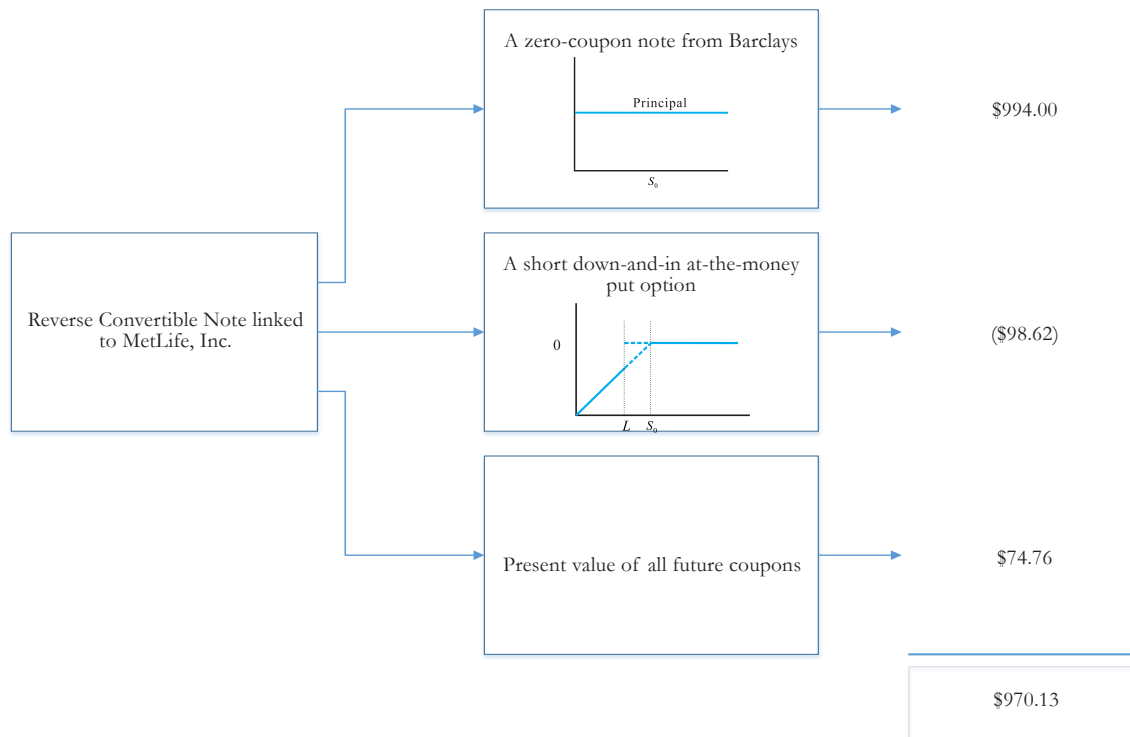 A zero-coupon note from Barclays
Principal
S₀
$994.00
Reverse Convertible Note linked
to MetLife, Inc.
A short down-and-in at-the-money
put option
0
L S₀
($98.62)
Present value of all future coupons
$74.76
$970.13